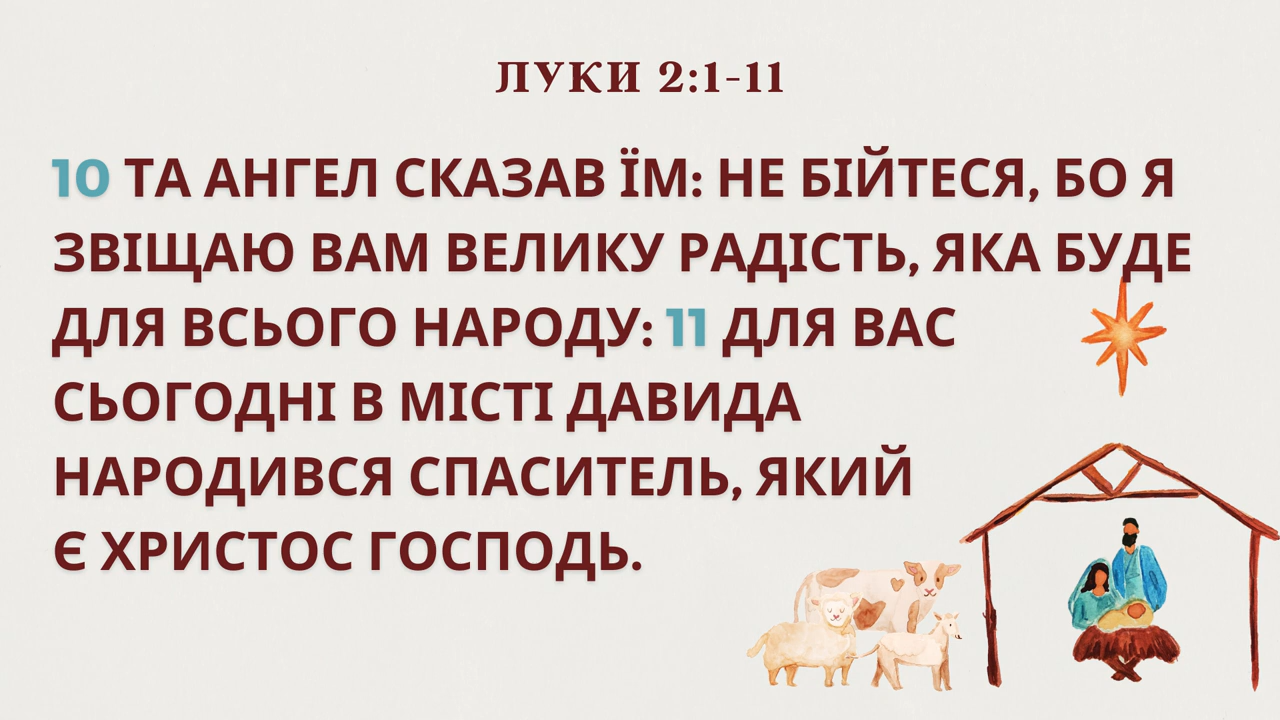 ЛУКИ 2:1-11
10 ТА АНГЕЛ СКАЗАВ ЇМ: НЕ БІЙТЕСЯ, БО Я
ЗВІЩАЮ ВАМ ВЕЛИКУ РАДІСТЬ, ЯКА БУДЕ
ДЛЯ ВСЬОГО НАРОДУ: 11 ДЛЯ ВАС
СЬОГОДНІ В МІСТІ ДАВИДА
НАРОДИВСЯ СПАСИТЕЛЬ, ЯКИЙ
Є ХРИСТОС ГОСПОДЬ.